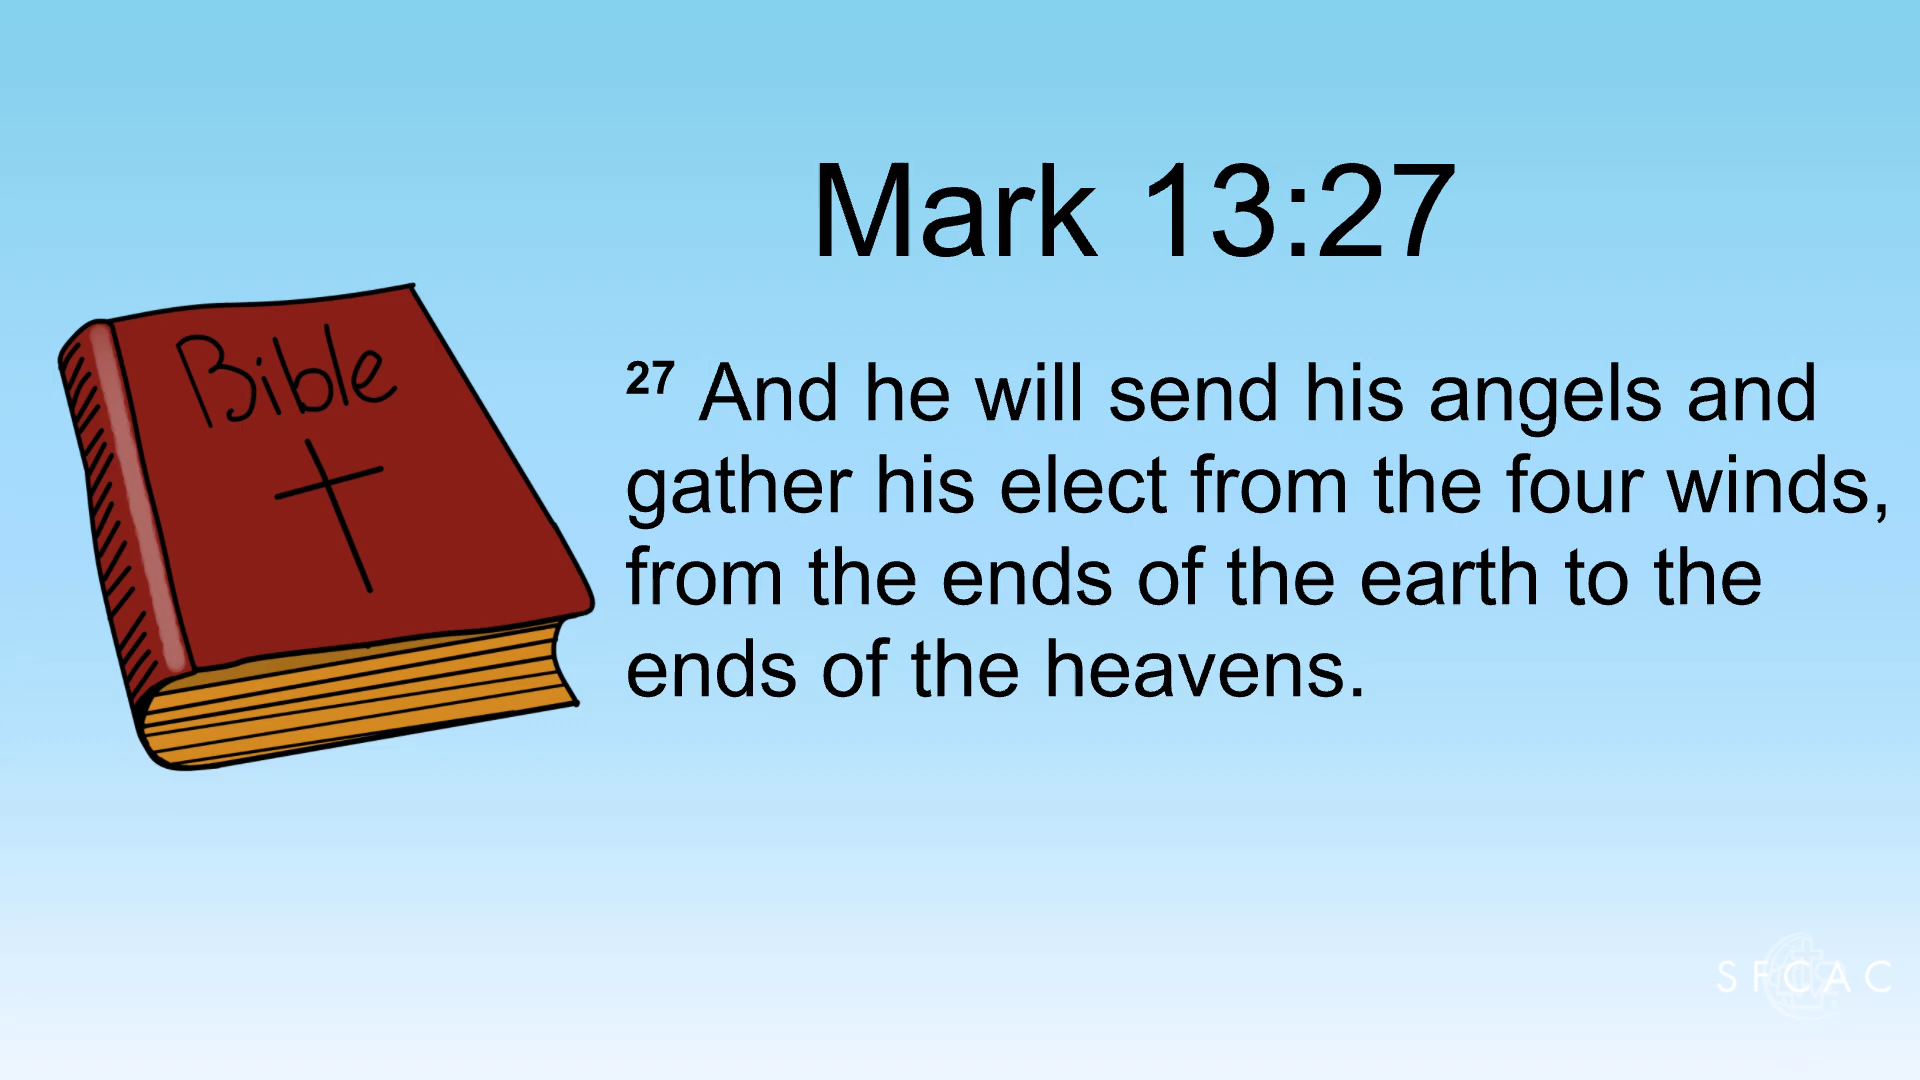 Mark 13:27
Bible
27 And he will send his angels and
gather his elect from the four winds,
from the ends of the earth to the
ends of the heavens.
SFCAC